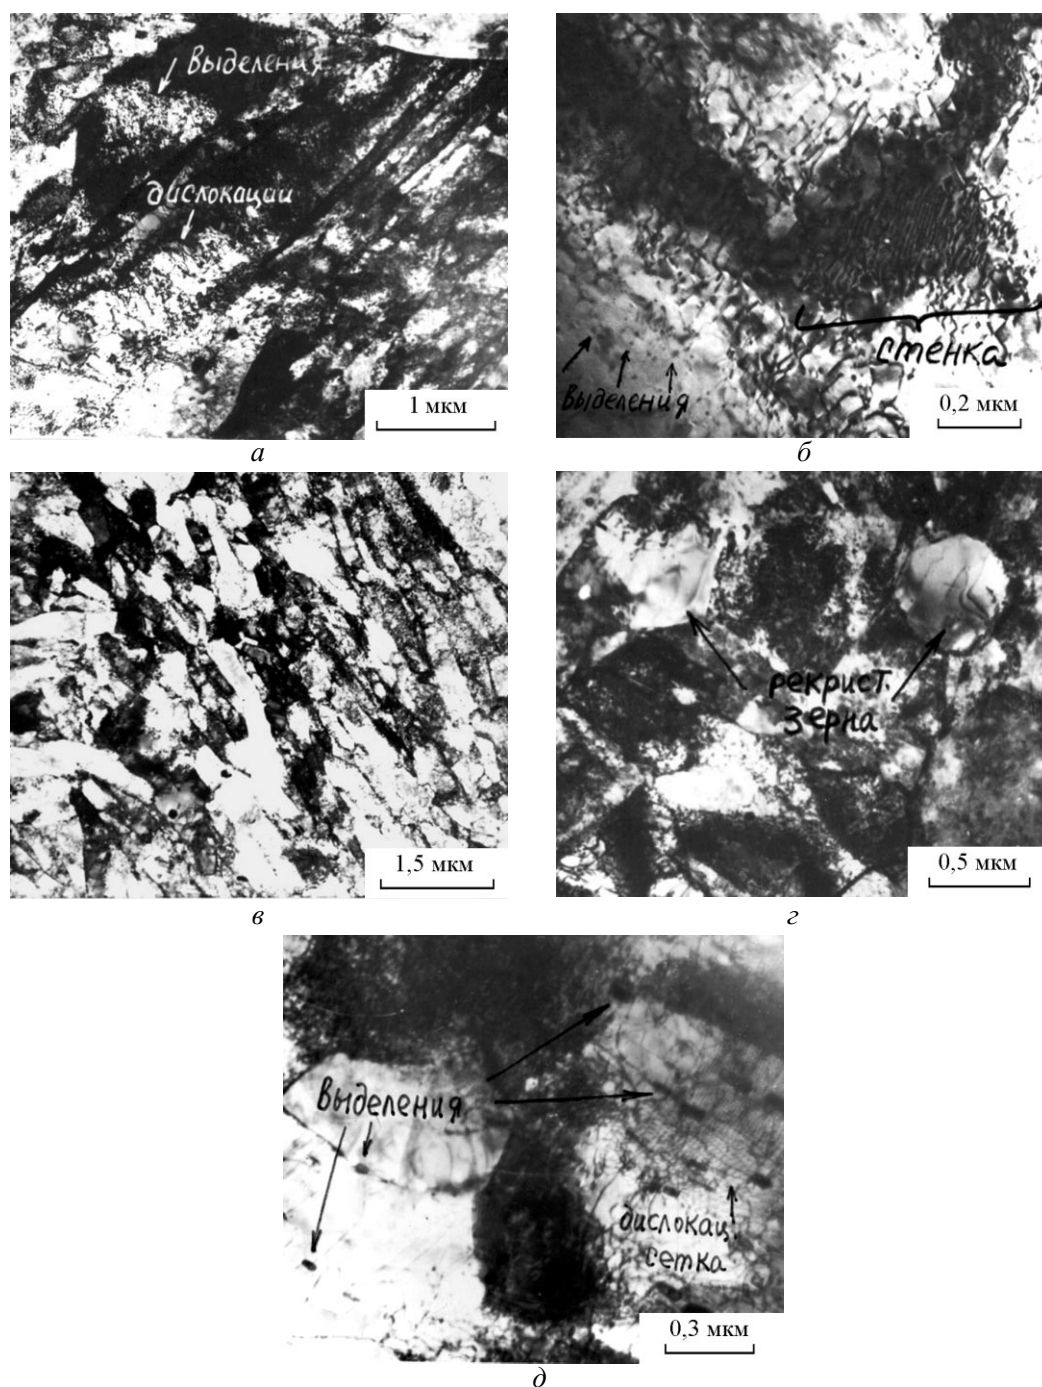 Выделения
дислокации
1 мкм
а
стенка
Выделения
0,2 мкм
б
1,5 мкм
в
рекрист.
зерна
0,5 мкм
г
Выделения
дислокац.
сетка
0,3 мкм
д